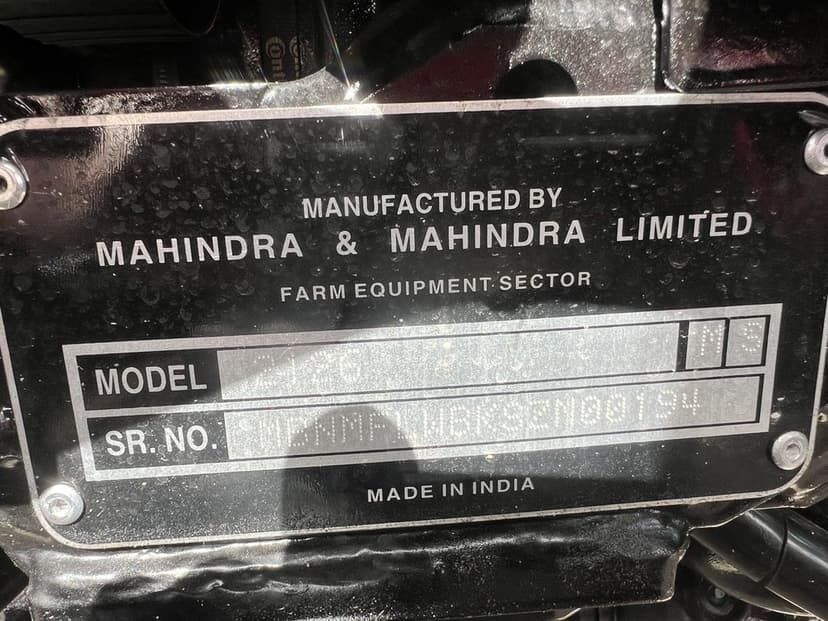 MANUFACTURED BY
MAHINDRA & MAHINDRA LIMITED
FARM EQUIPMENT SECTOR
MODEL
SR. NO.
MADE IN INDIA